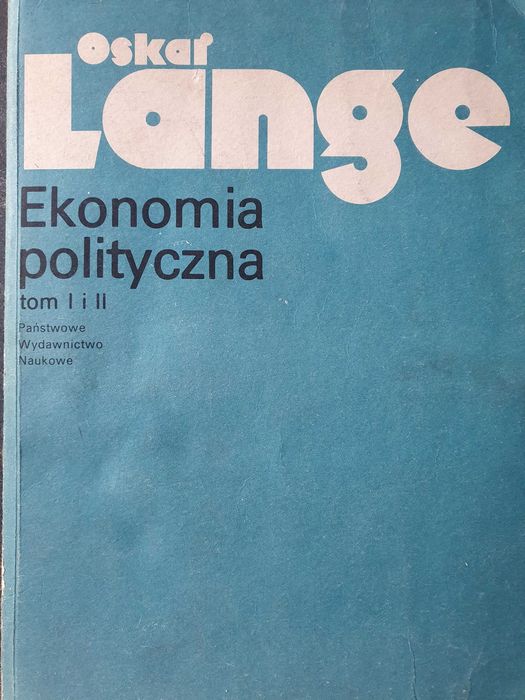 Oskar
Lange
Ekonomia
polityczna
tom I i II
Państwowe
Wydawnictwo
Naukowe